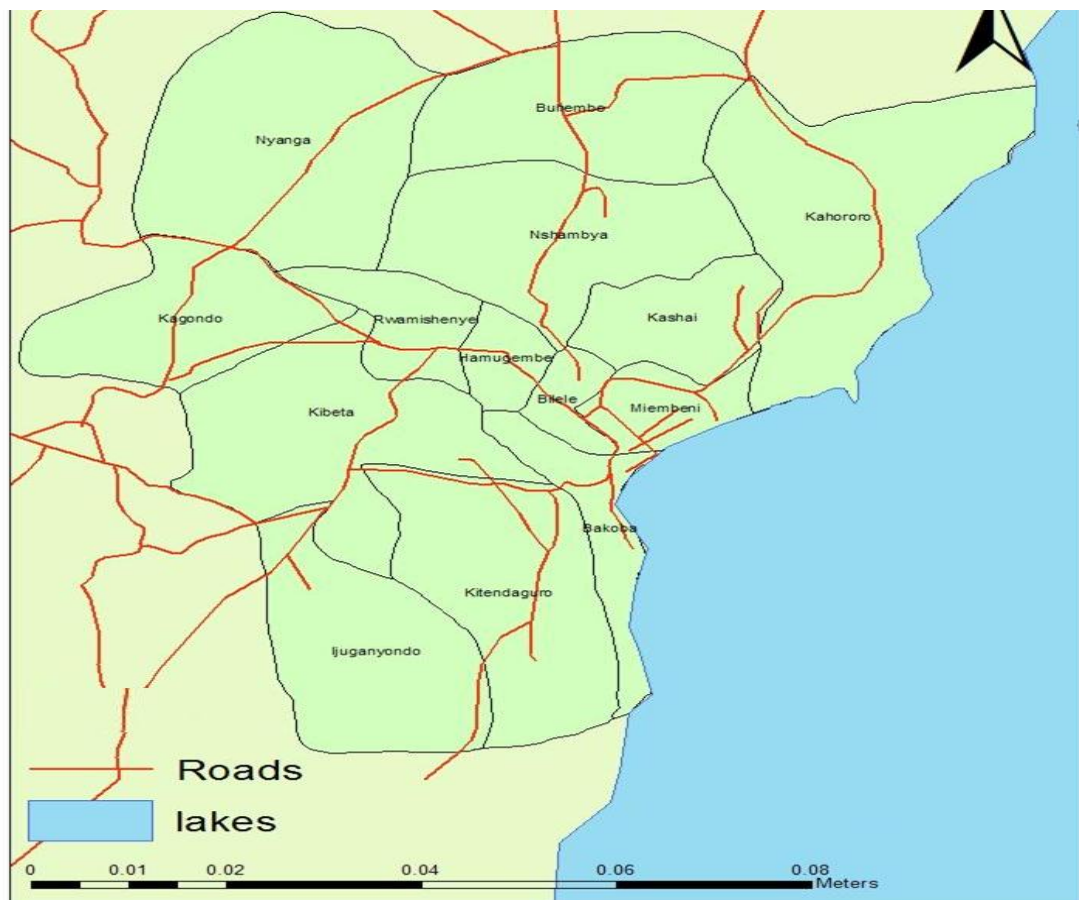 Buhembe
Nyanga
Kahororo
Nshambya
Kagondo
Rwamishenye
Kashai
Hamugembe
Bilele
Miembeni
Kibeta
Bakoba
Kitendaguro
Ijuganyondo
Roads
lakes
0 0.01 0.02 0.04 0.06 0.08
Meters